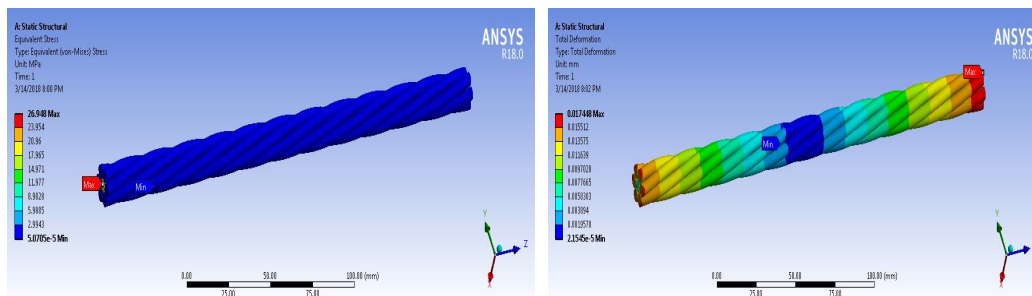 A: Static Structural
Equivalent Stress
Type: Equivalent (von-Mises) Stress
Unit: MPa
Time: 1
3/14/2018 8:00 PM
26.948 Max
23.954
20.96
17.965
14.971
11.977
8.9828
5.9885
2.9943
5.0705e-5 Min
ANSYS
R18.0
Max
Min
Y
Z
X
0.00
50.00
100.00 (mm)
25.00
75.00
A: Static Structural
Total Deformation
Type: Total Deformation
Unit: mm
Time: 1
3/14/2018 8:02 PM
0.017448 Max
0.015512
0.013575
0.011639
0.0097028
0.0077665
0.0058303
0.003894
0.0019578
2.1545e-5 Min
ANSYS
R18.0
Max
Min
Y
Z
X
0.00
50.00
100.00 (mm)
25.00
75.00